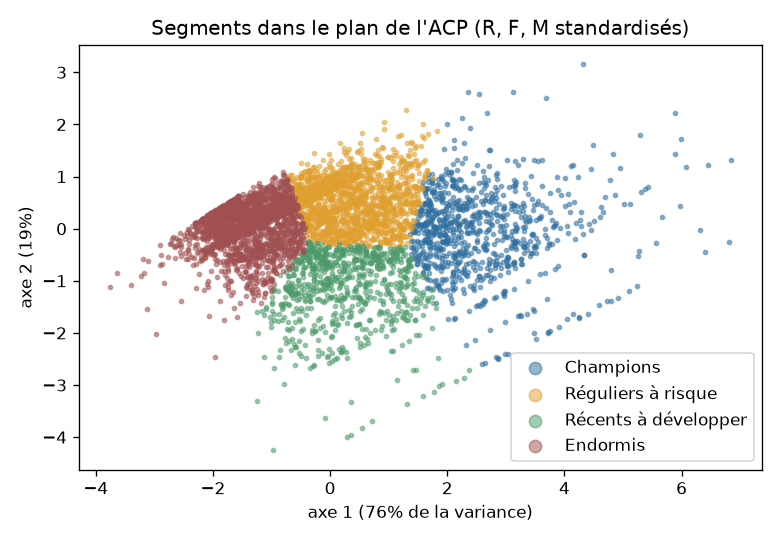 Segments dans le plan de l'ACP (R, F, M standardisés)
axe 2 (19%)
3
2
1
0
−1
−2
−3
−4
−4
−2
0
2
4
6
axe 1 (76% de la variance)
Champions
Réguliers à risque
Récents à développer
Endormis